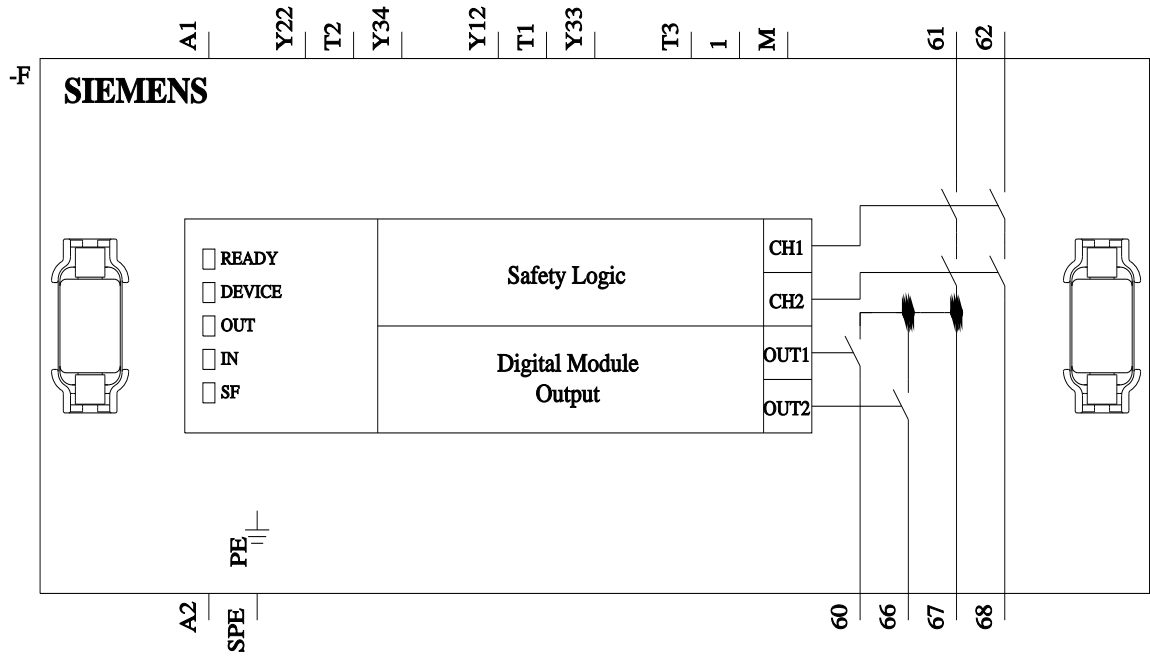 A1
Y22
T2
Y34
Y12
T1
Y33
T3
1
M
61
62
-F
SIEMENS
READY
DEVICE
OUT
IN
SF
Safety Logic
Digital Module
Output
CH1
CH2
OUT1
OUT2
PE
A2
SPE
60
66
67
68